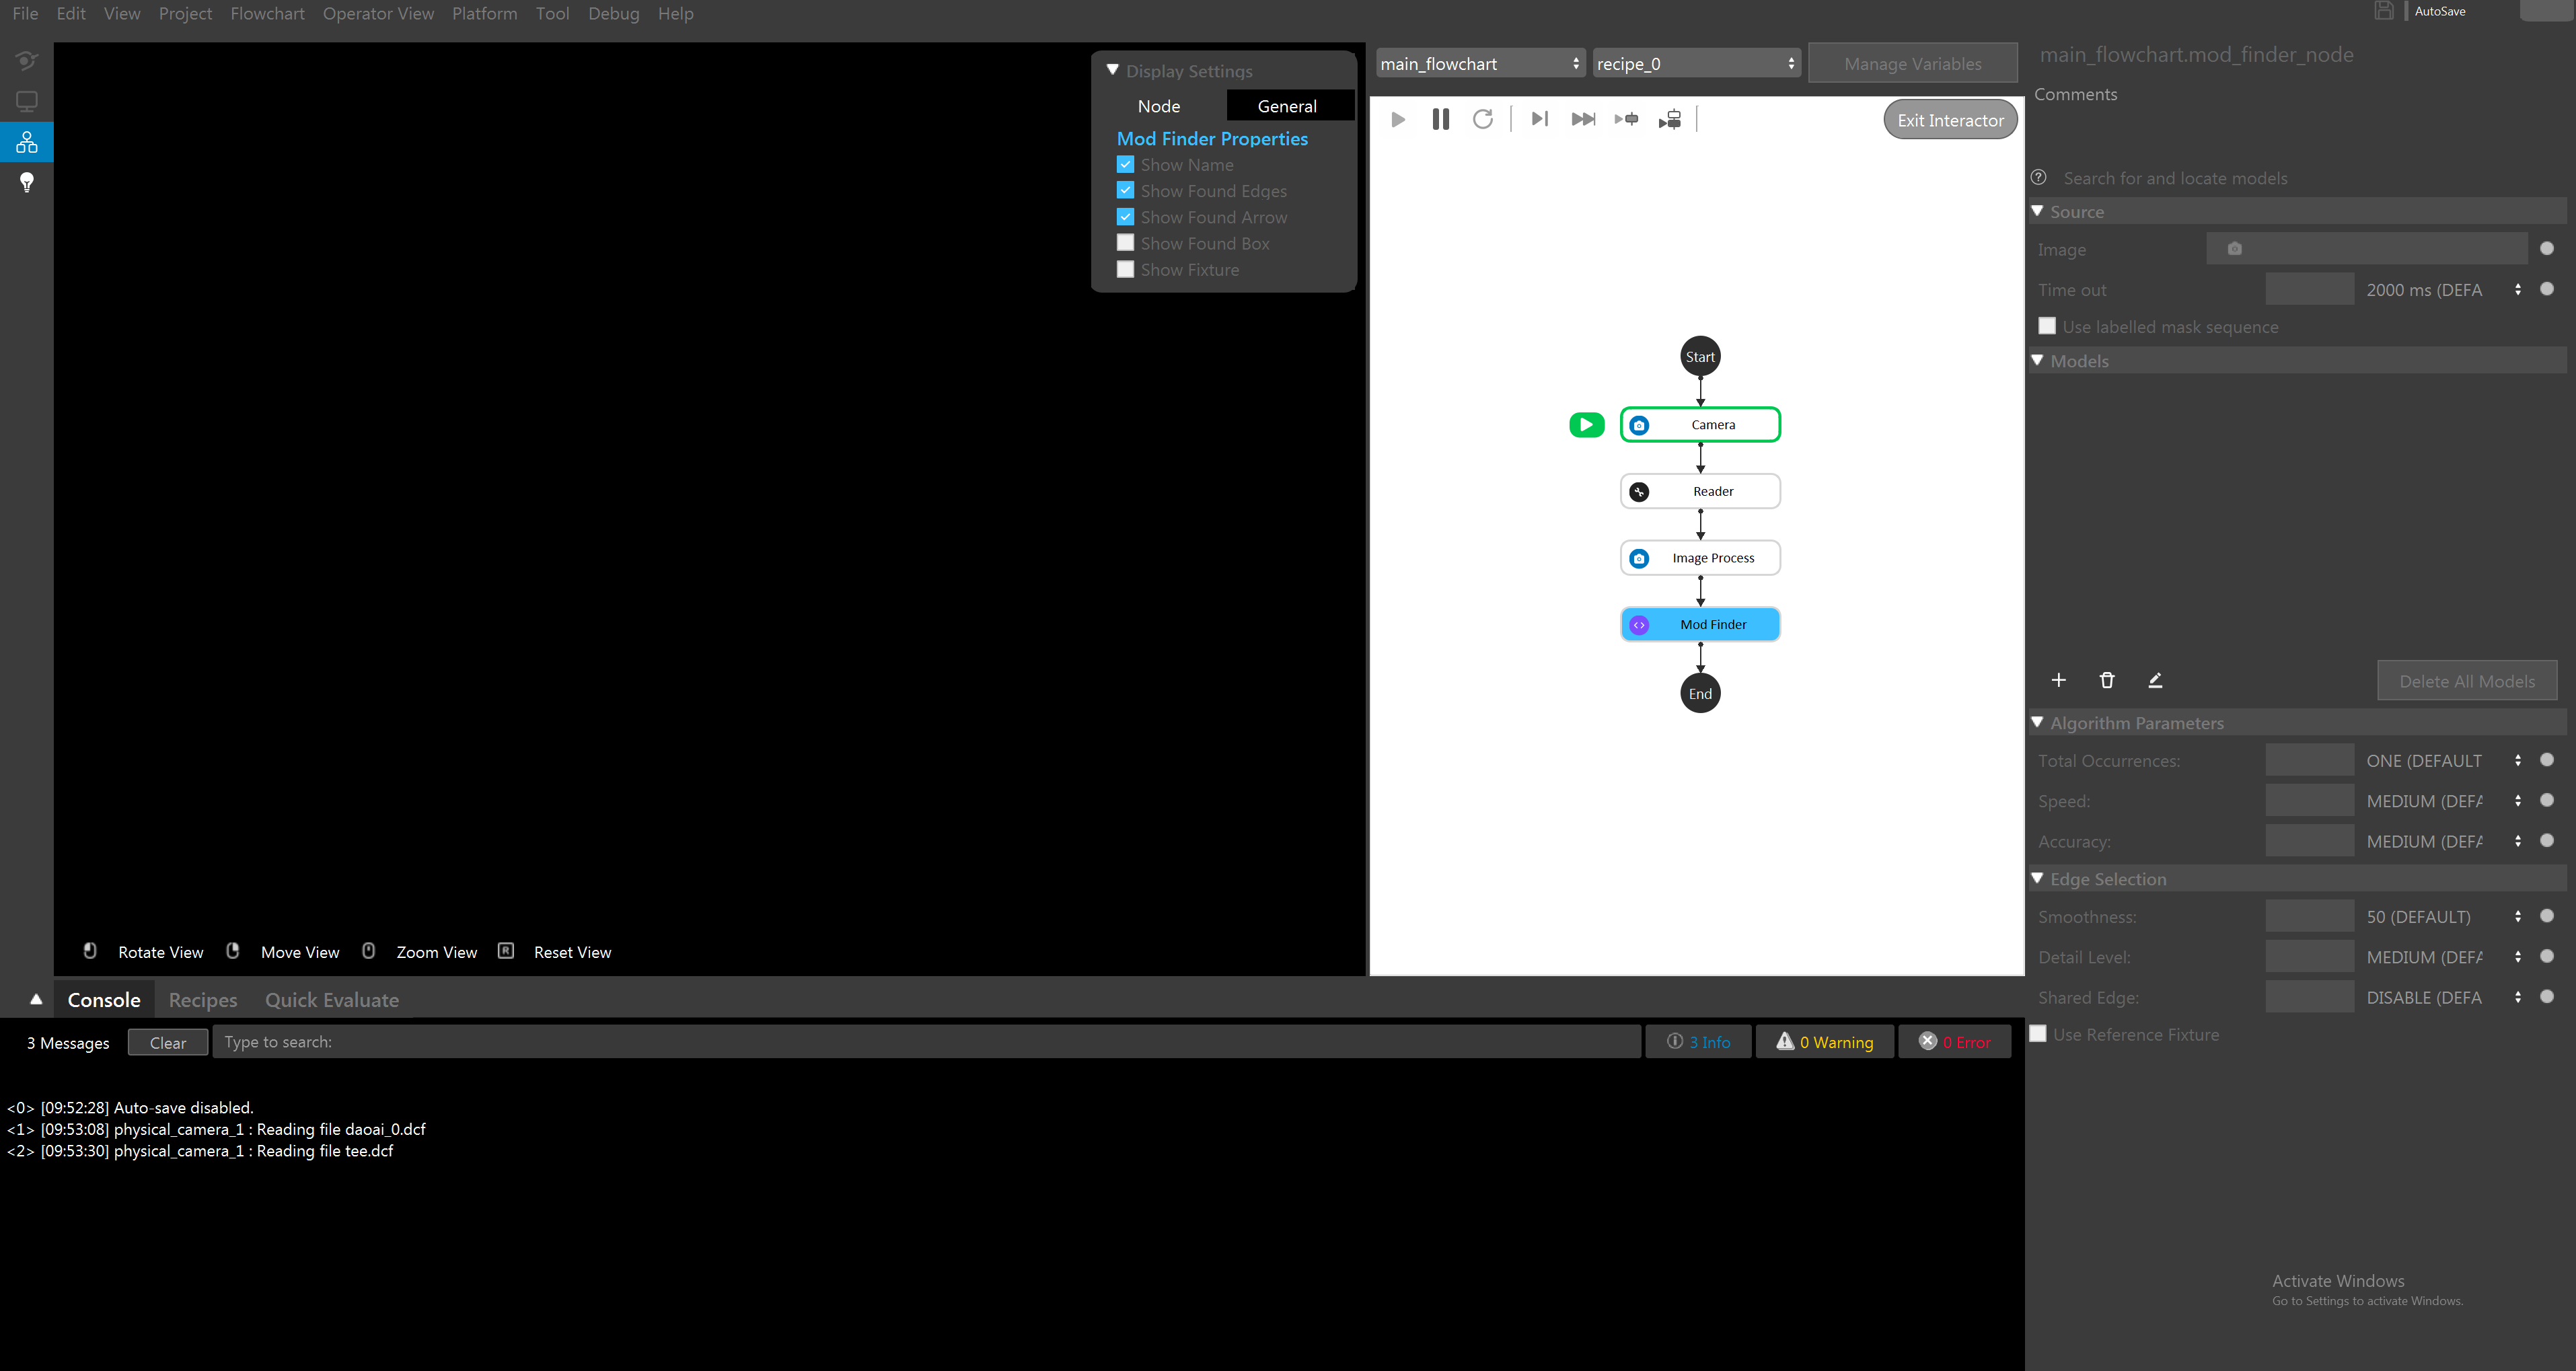 File Edit View Project Flowchart Operator View Platform Tool Debug Help
AutoSave
Display Settings
Node General
Mod Finder Properties
Show Name
Show Found Edges
Show Found Arrow
Show Found Box
Show Fixture
Rotate View Move View Zoom View R Reset View
main_flowchart recipe_0 Manage Variables
Exit Interactor
Start
Camera
Reader
Image Process
Mod Finder
End
main_flowchart.mod_finder_node
Comments
? Search for and locate models
Source
Image
Time out 2000 ms (DEFA
Use labelled mask sequence
Models
Delete All Models
Algorithm Parameters
Total Occurrences: ONE (DEFAULT
Speed: MEDIUM (DEFA
Accuracy: MEDIUM (DEFA
Edge Selection
Smoothness: 50 (DEFAULT)
Detail Level: MEDIUM (DEFA
Shared Edge: DISABLE (DEFA
Use Reference Fixture
Console Recipes Quick Evaluate
3 Messages Clear Type to search: 3 Info 0 Warning 0 Error
<0> [09:52:28] Auto-save disabled.
<1> [09:53:08] physical_camera_1 : Reading file daoai_0.dcf
<2> [09:53:30] physical_camera_1 : Reading file tee.dcf
Activate Windows
Go to Settings to activate Windows.